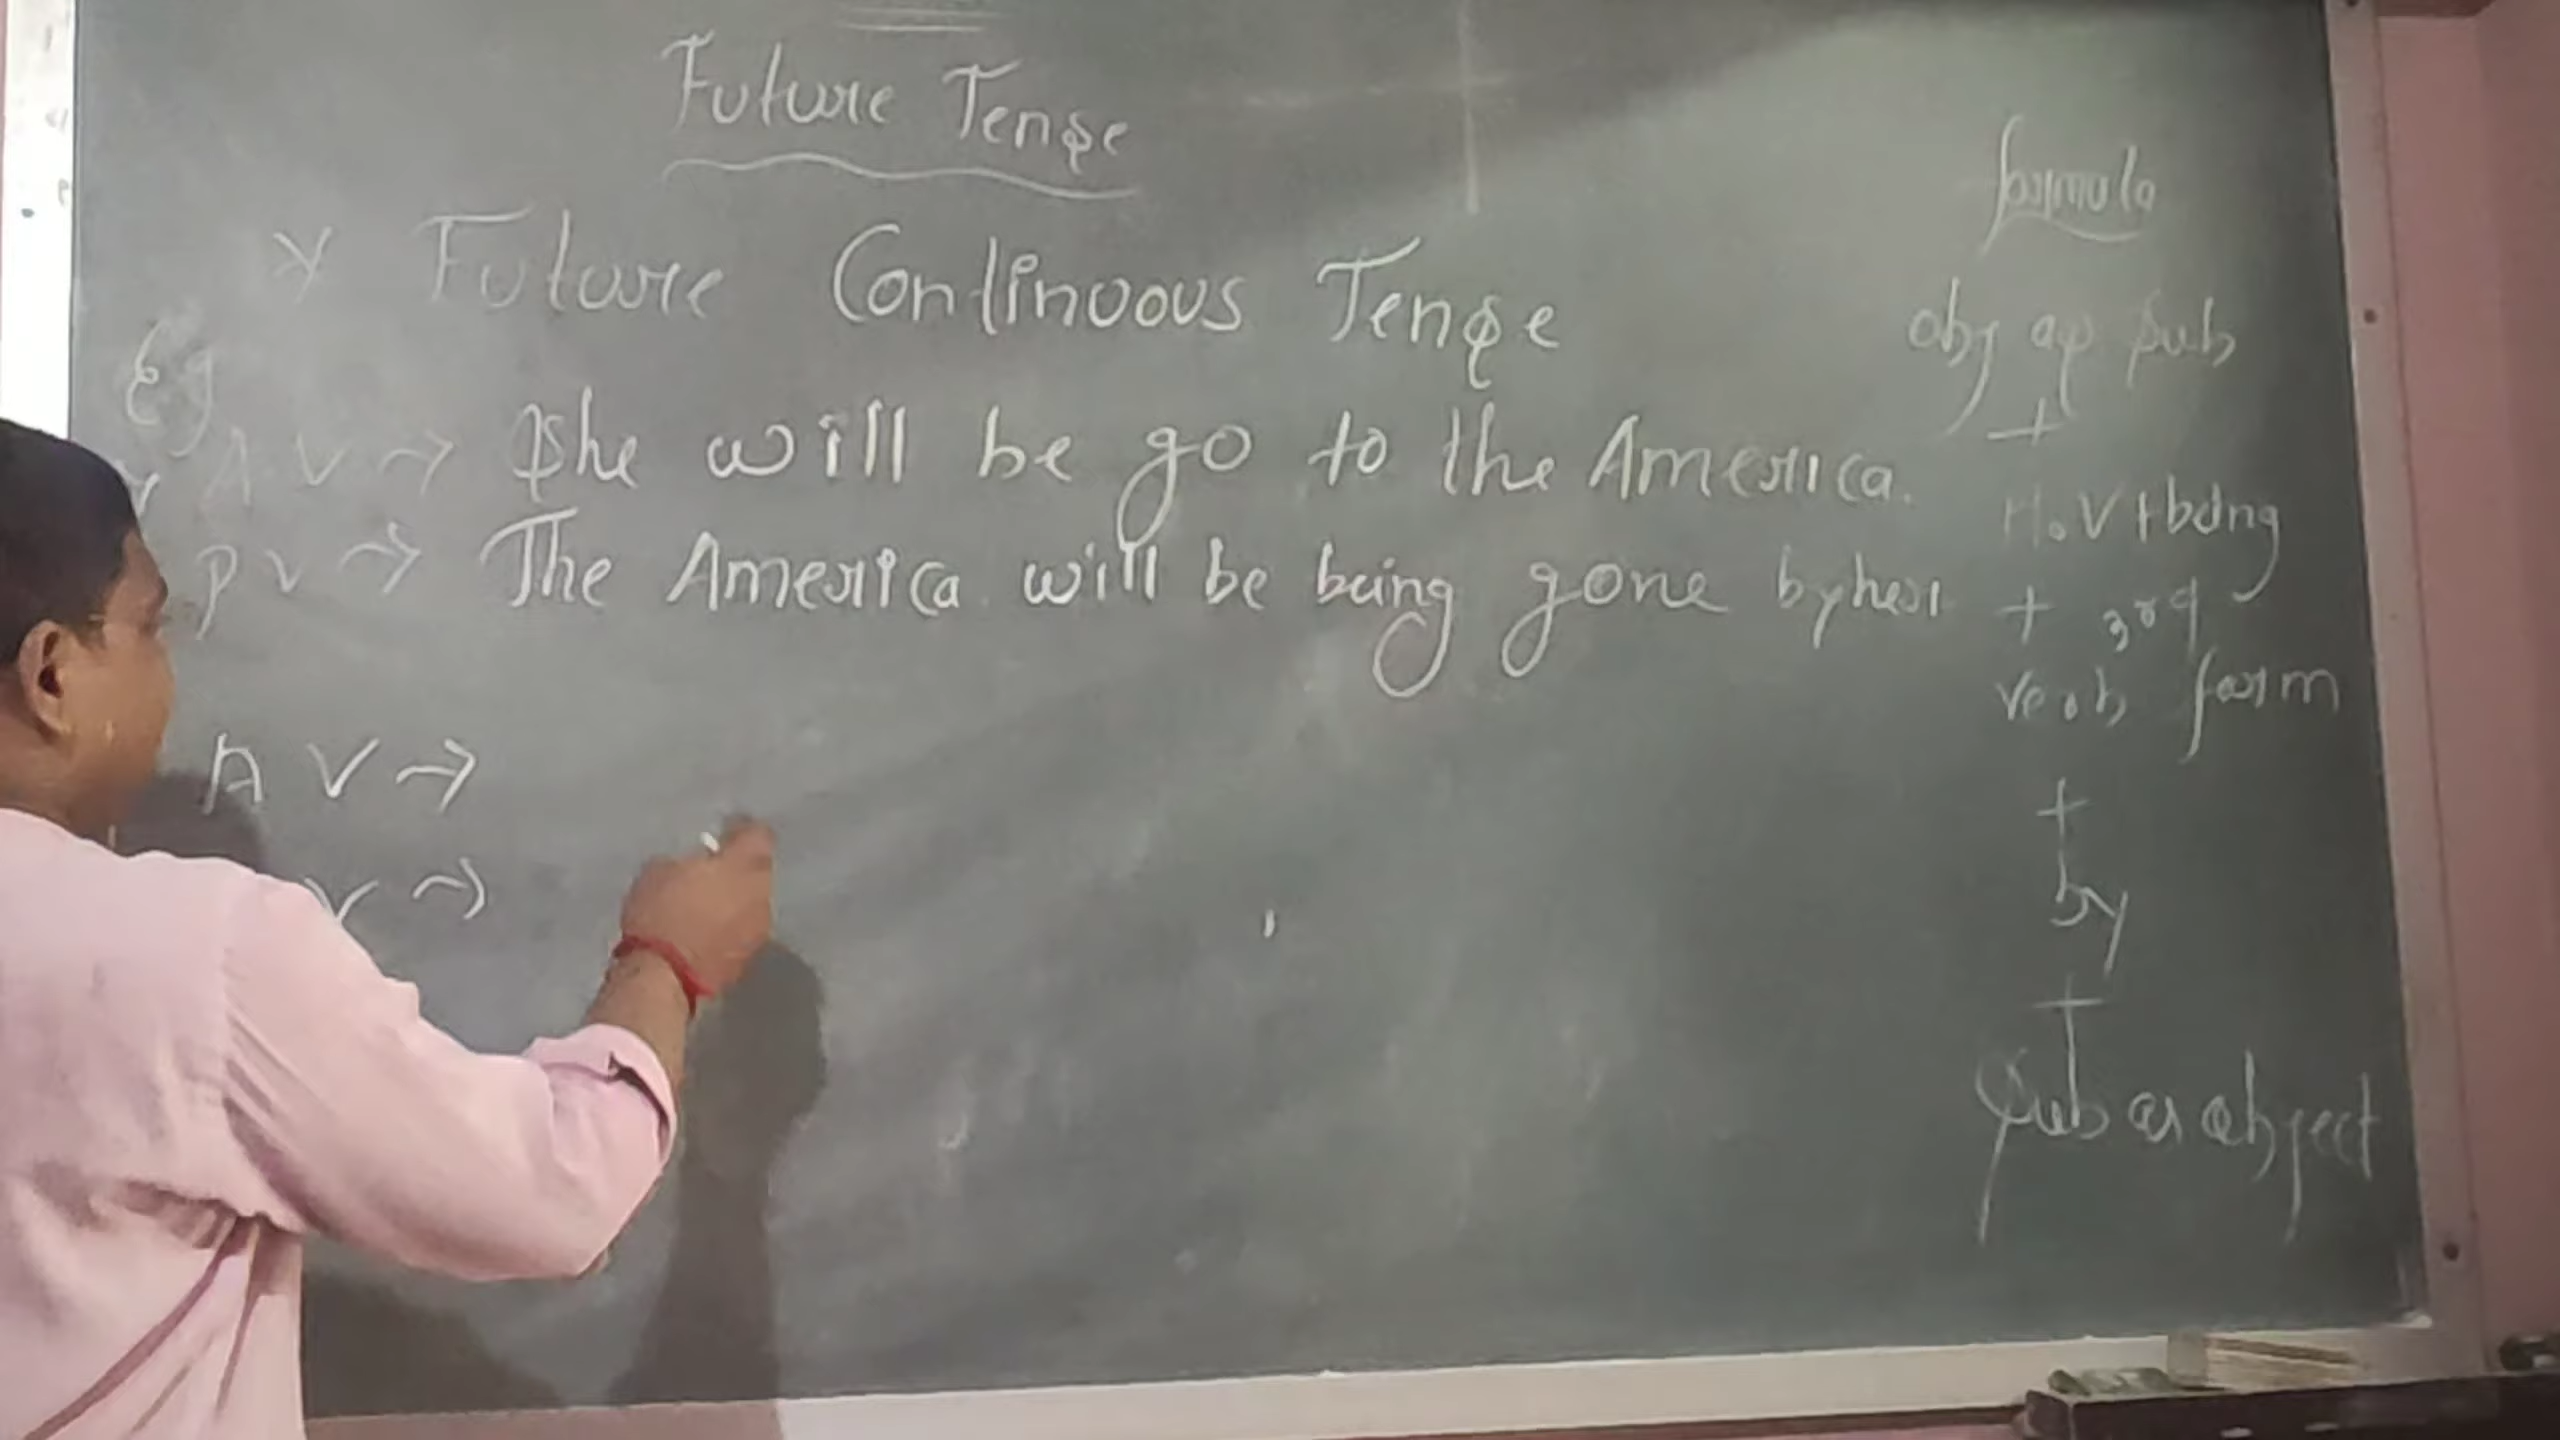 Future Tense
Future Continuous Tense
Eg
A V → She will be go to the America.
P V → The America will be being gone by her
A V →
V →
formula
obj as sub
+
H.V + being
+ 3rd
verb form
+
by
+
Sub as object